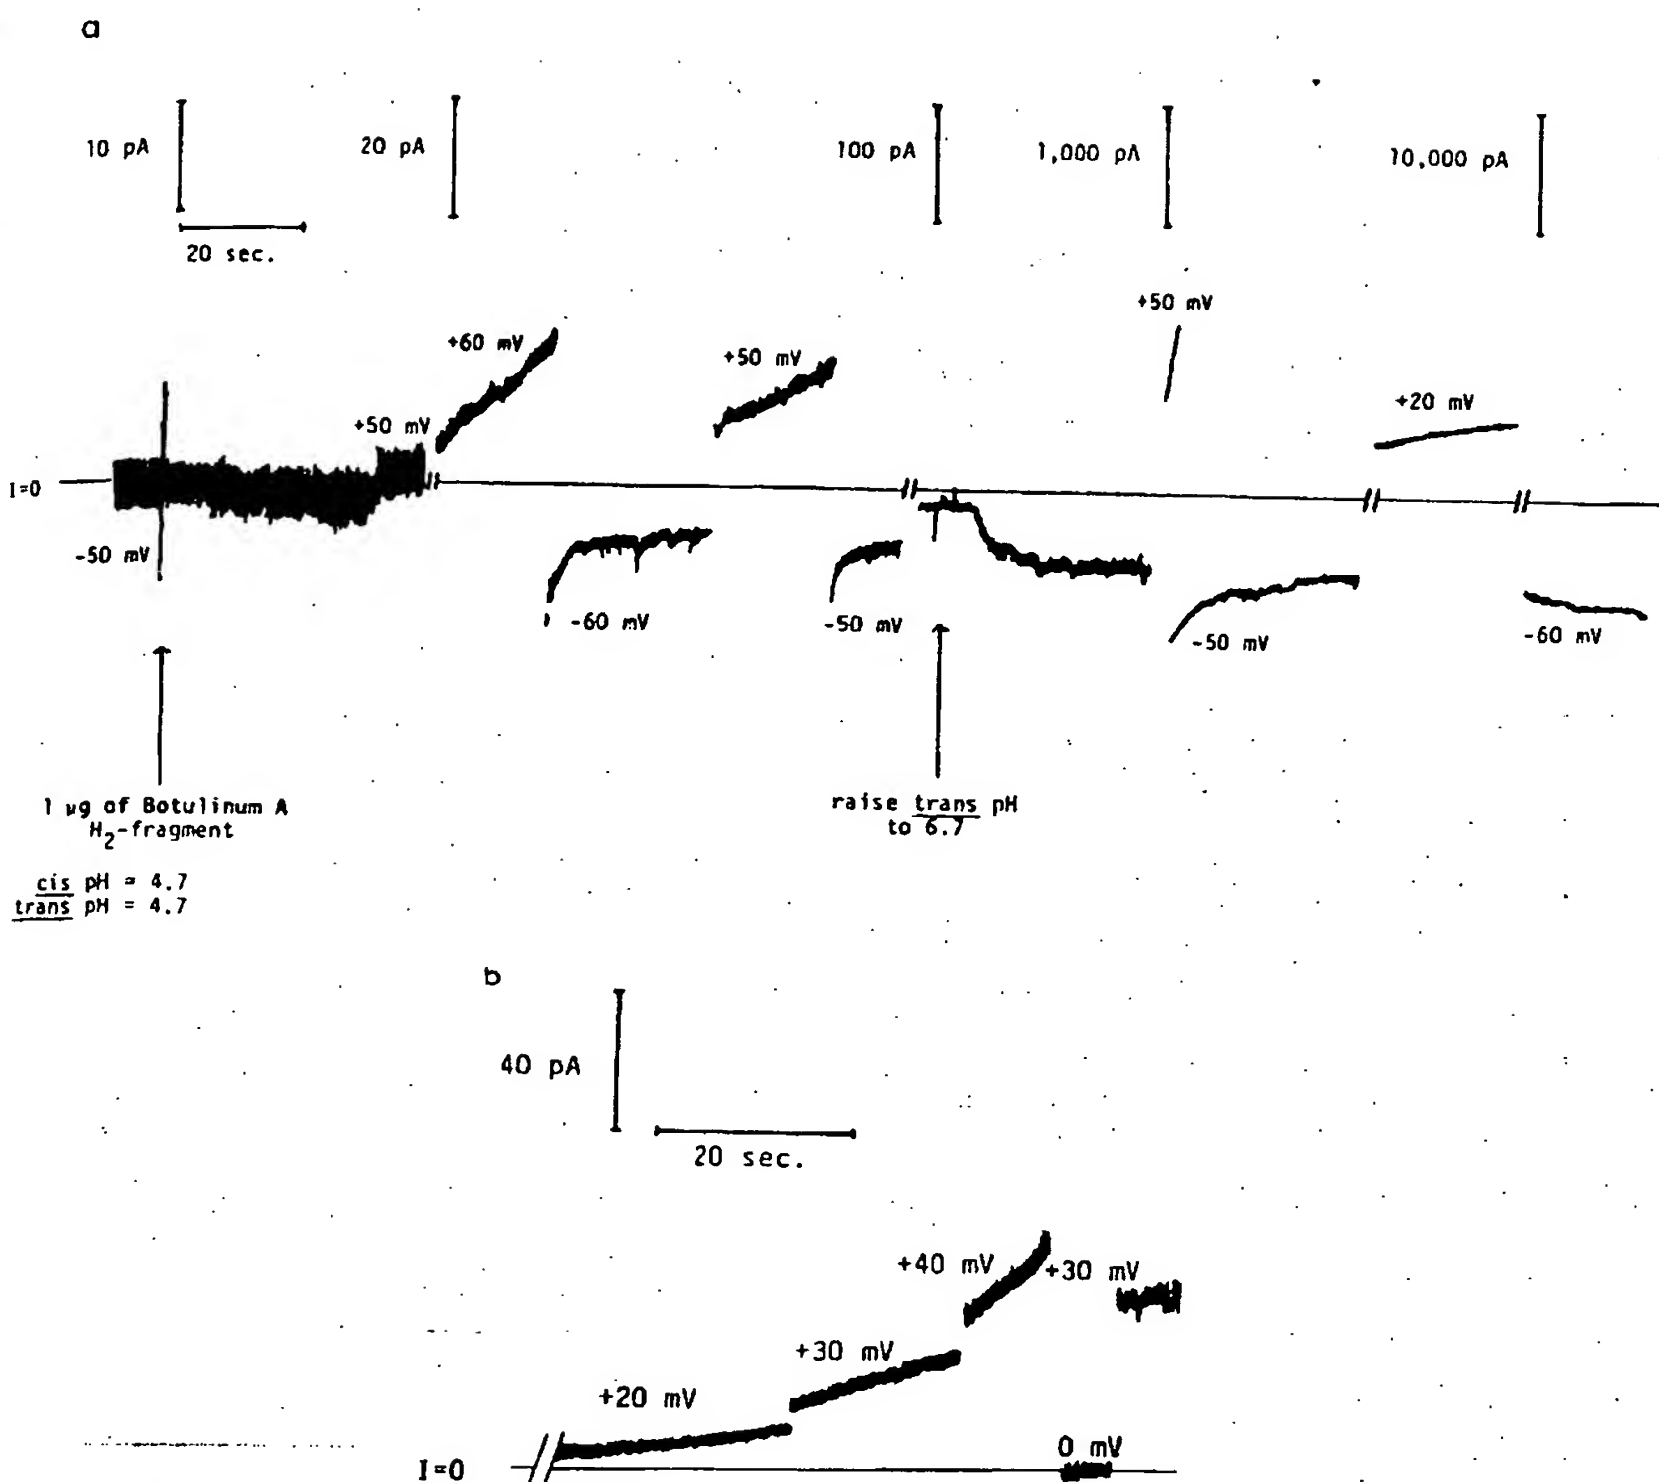 a
10 pA
20 pA
100 pA
1,000 pA
10,000 pA
20 sec.
+50 mV
+60 mV
+50 mV
+50 mV
+20 mV
I=0
-50 mV
-60 mV
-50 mV
-50 mV
-60 mV
1 µg of Botulinum A
H2-fragment
cis pH = 4.7
trans pH = 4.7
raise trans pH
to 6.7
b
40 pA
20 sec.
+40 mV
+30 mV
+30 mV
+20 mV
0 mV
I=0